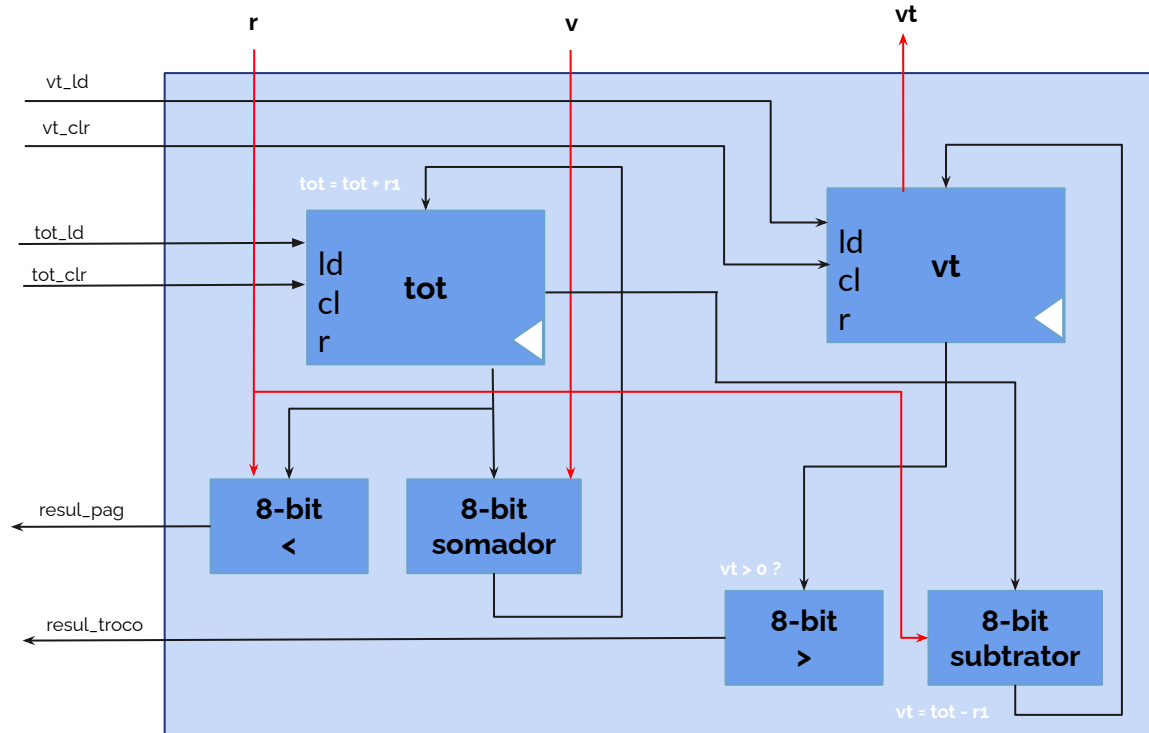 r
v
vt
vt_ld
vt_clr
tot = tot + r1
tot_ld
tot_clr
ld
cl
r
tot
ld
cl
r
vt
resul_pag
8-bit
<
8-bit
somador
vt > 0 ?
resul_troco
8-bit
>
8-bit
subtrator
vt = tot - r1